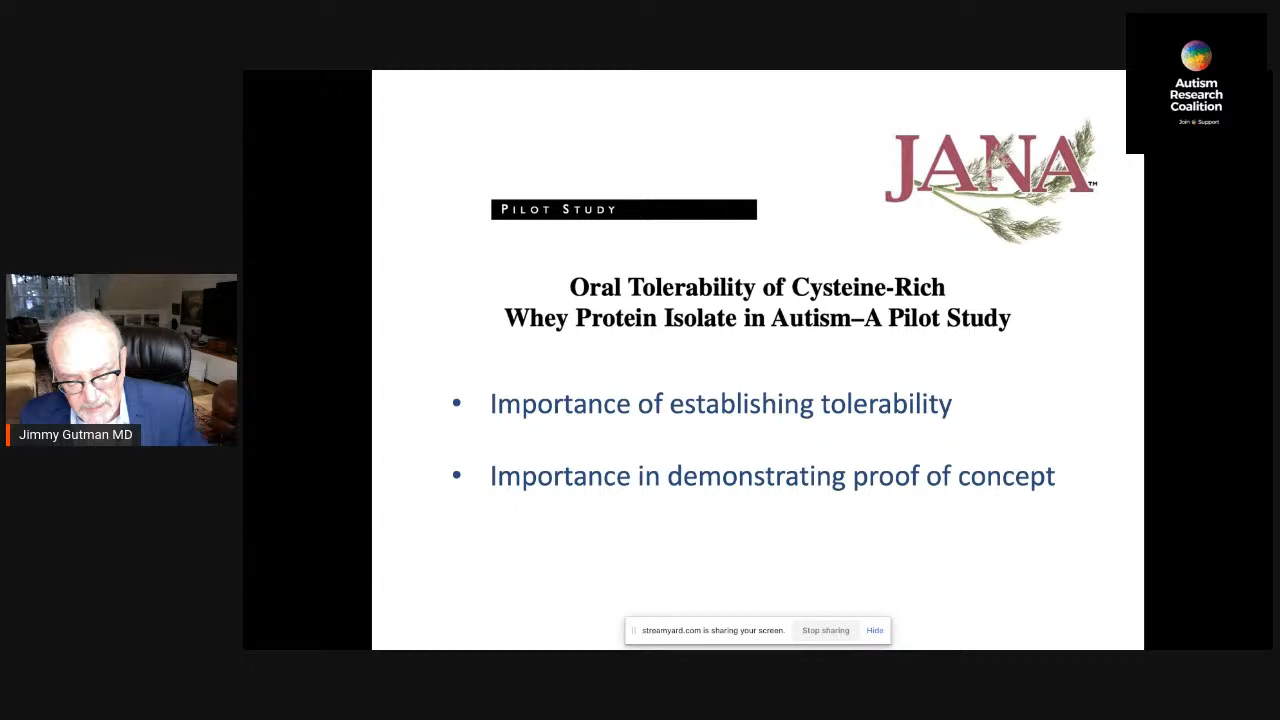 Autism
Research
Coalition
Join Support
JANA™
PILOT STUDY
Oral Tolerability of Cysteine-Rich
Whey Protein Isolate in Autism–A Pilot Study
• Importance of establishing tolerability
• Importance in demonstrating proof of concept
Jimmy Gutman MD
streamyard.com is sharing your screen. Stop sharing Hide